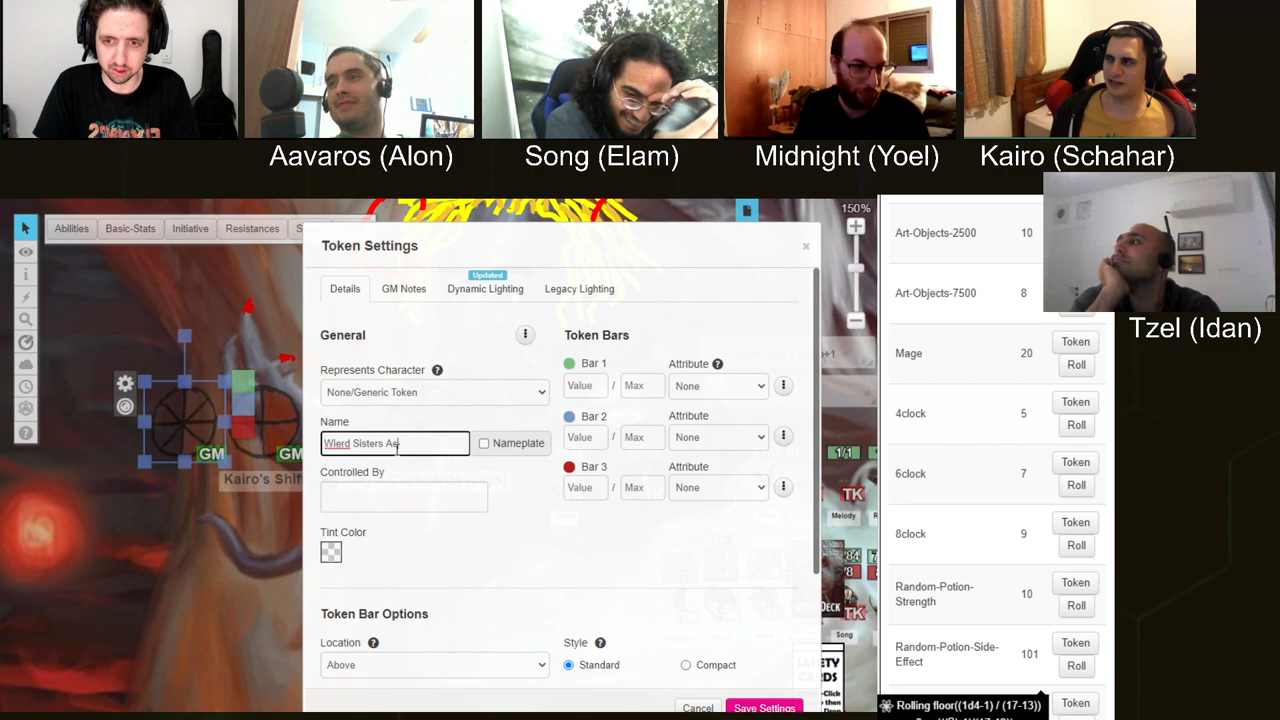 Aavaros (Alon)
Song (Elam)
Midnight (Yoel)
Kairo (Schahar)
Tzel (Idan)
Abilities
Basic-Stats
Initiative
Resistances
150%
Token Settings
×
Updated
Details
GM Notes
Dynamic Lighting
Legacy Lighting
General
Token Bars
Represents Character
None/Generic Token
Bar 1
Attribute
Value / Max
None
Name
Wierd Sisters Ae
Nameplate
Bar 2
Attribute
Value / Max
None
Controlled By
Bar 3
Attribute
Value / Max
None
Tint Color
Token Bar Options
Location
Above
Style
Standard
Compact
Cancel
Save Settings
GM
GM
Kairo's Shif
1/1
TK
Melody
TK
Song
Art-Objects-2500 10
Art-Objects-7500 8
Mage 20
Token
Roll
4clock 5
Token
Roll
6clock 7
Token
Roll
8clock 9
Token
Roll
Random-Potion-
Strength 10
Token
Roll
Random-Potion-Side-
Effect 101
Token
Roll
Token
Rolling floor((1d4-1) / (17-13))